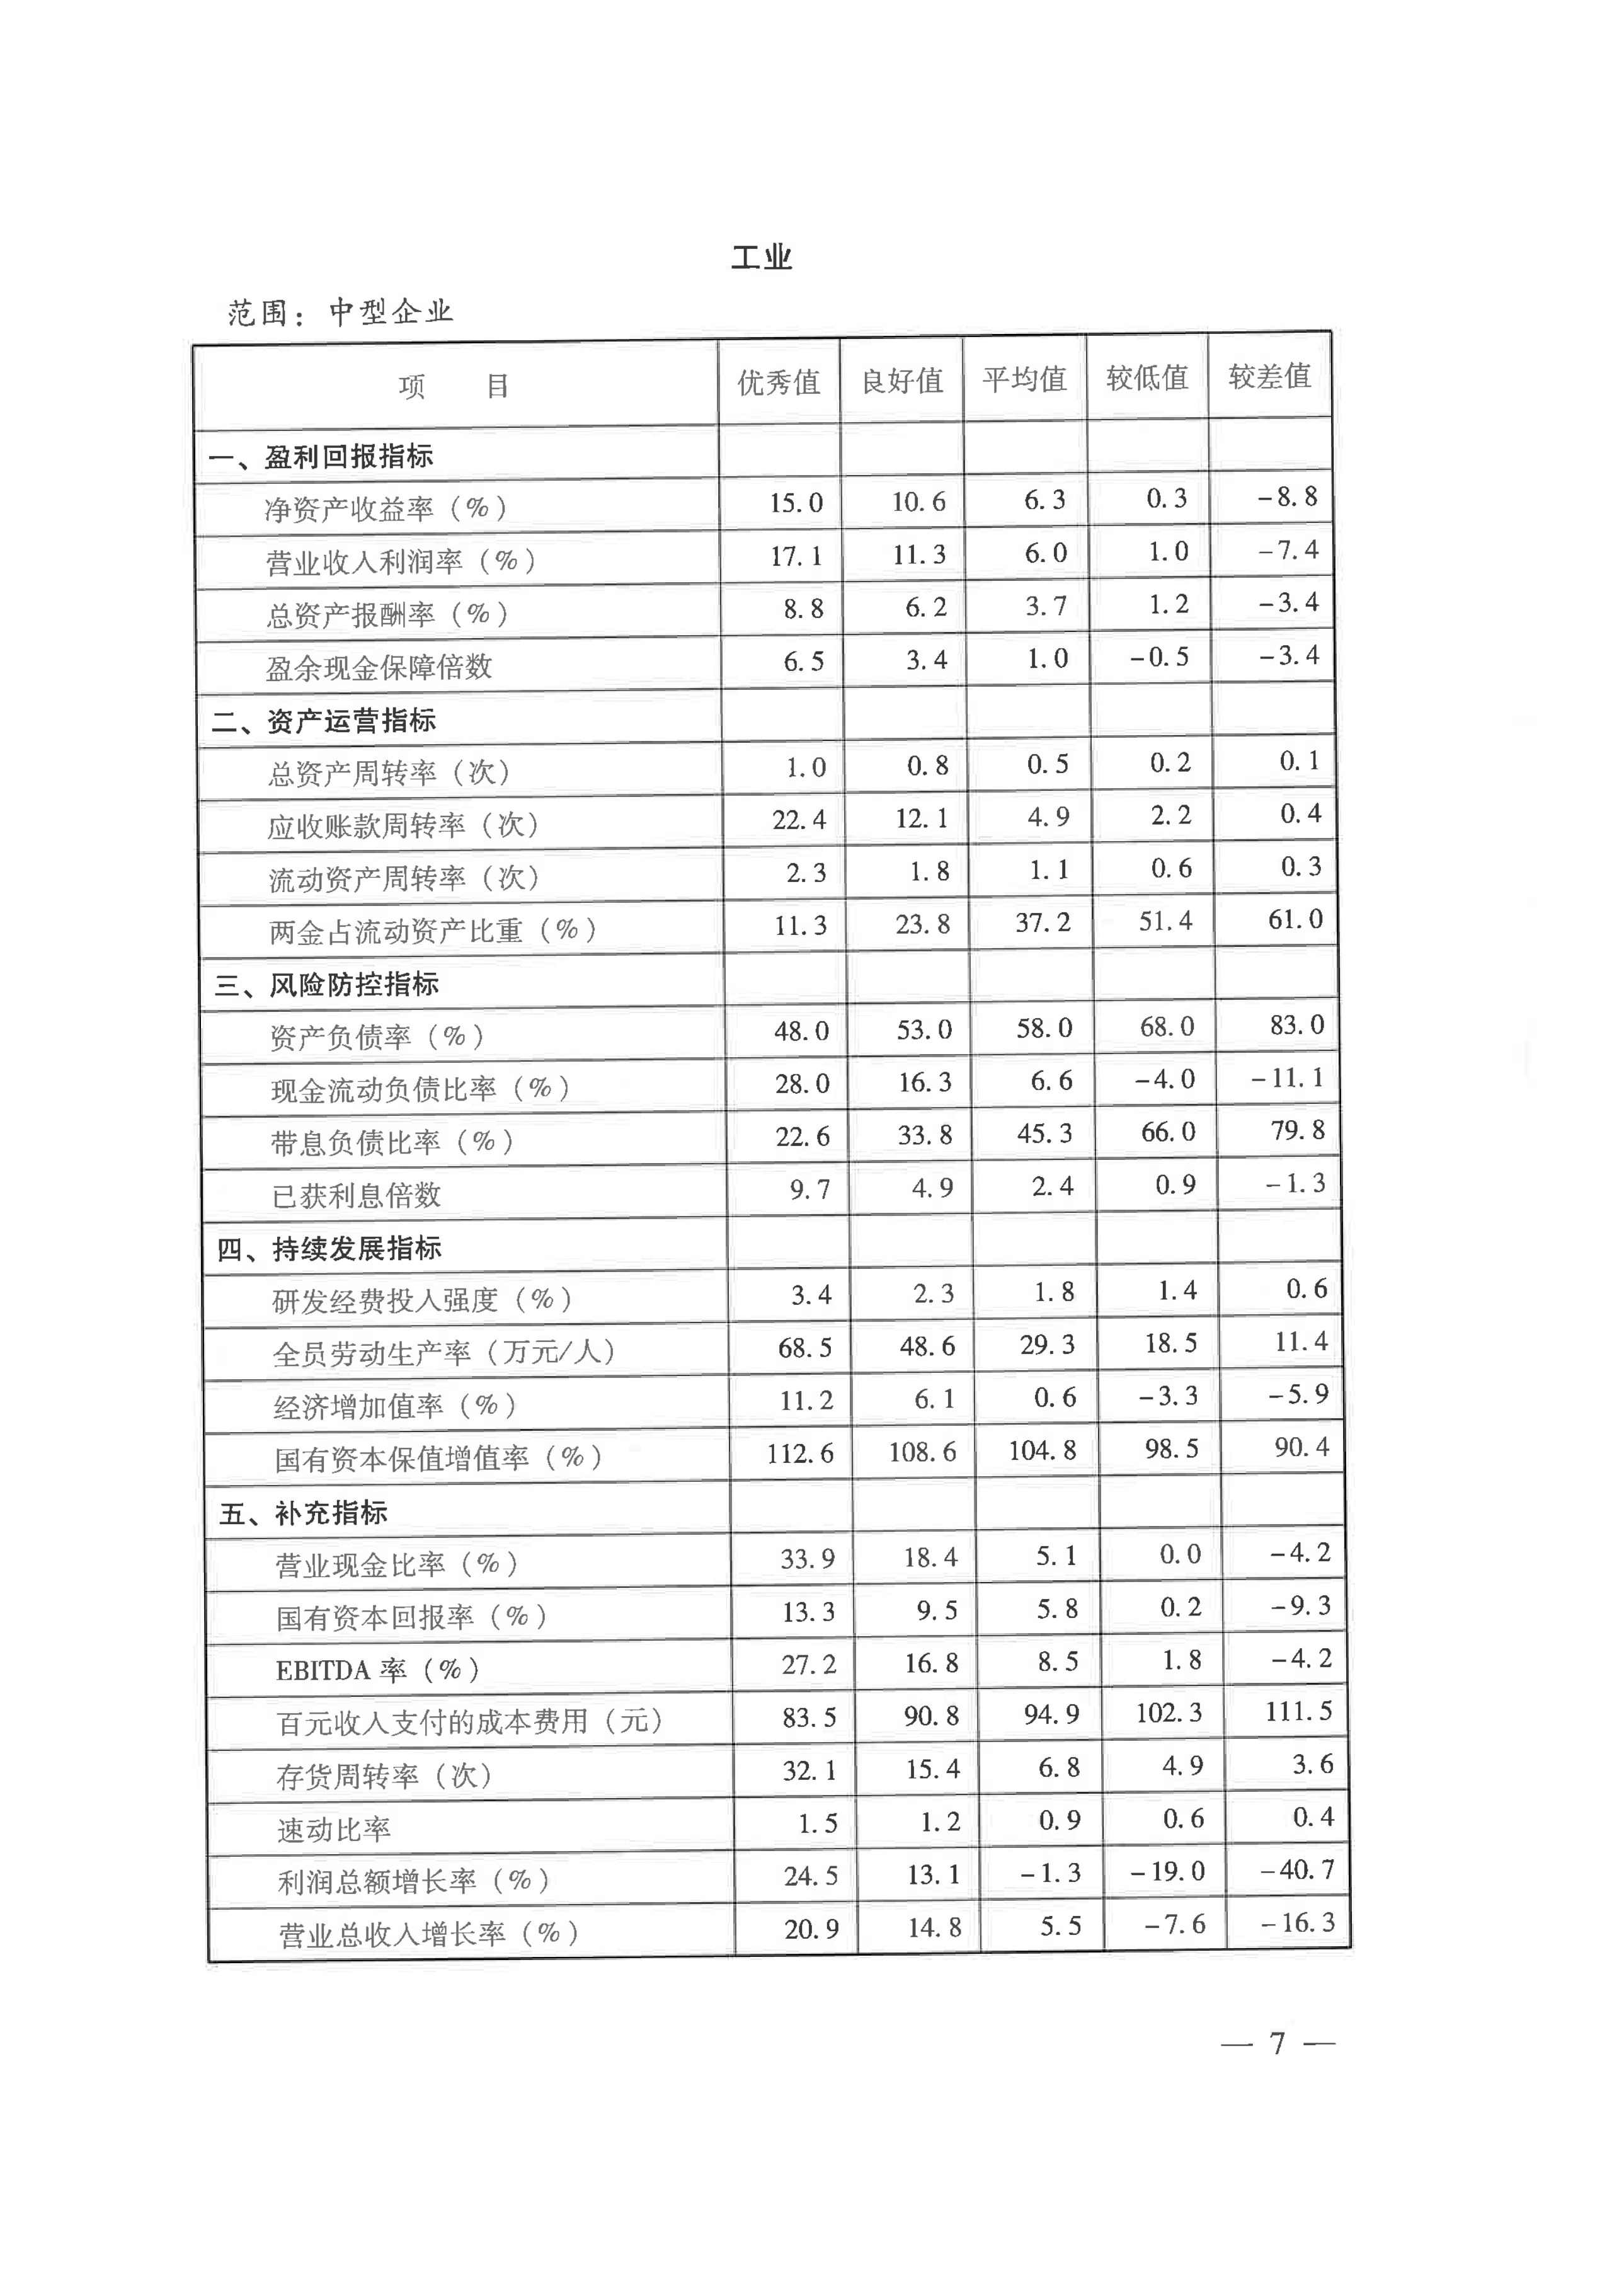 工业
范围：中型企业
项 目 优秀值 良好值 平均值 较低值 较差值
一、盈利回报指标
净资产收益率（%） 15.0 10.6 6.3 0.3 -8.8
营业收入利润率（%） 17.1 11.3 6.0 1.0 -7.4
总资产报酬率（%） 8.8 6.2 3.7 1.2 -3.4
盈余现金保障倍数 6.5 3.4 1.0 -0.5 -3.4
二、资产运营指标
总资产周转率（次） 1.0 0.8 0.5 0.2 0.1
应收账款周转率（次） 22.4 12.1 4.9 2.2 0.4
流动资产周转率（次） 2.3 1.8 1.1 0.6 0.3
两金占流动资产比重（%） 11.3 23.8 37.2 51.4 61.0
三、风险防控指标
资产负债率（%） 48.0 53.0 58.0 68.0 83.0
现金流动负债比率（%） 28.0 16.3 6.6 -4.0 -11.1
带息负债比率（%） 22.6 33.8 45.3 66.0 79.8
已获利息倍数 9.7 4.9 2.4 0.9 -1.3
四、持续发展指标
研发经费投入强度（%） 3.4 2.3 1.8 1.4 0.6
全员劳动生产率（万元/人） 68.5 48.6 29.3 18.5 11.4
经济增加值率（%） 11.2 6.1 0.6 -3.3 -5.9
国有资本保值增值率（%） 112.6 108.6 104.8 98.5 90.4
五、补充指标
营业现金比率（%） 33.9 18.4 5.1 0.0 -4.2
国有资本回报率（%） 13.3 9.5 5.8 0.2 -9.3
EBITDA 率（%） 27.2 16.8 8.5 1.8 -4.2
百元收入支付的成本费用（元） 83.5 90.8 94.9 102.3 111.5
存货周转率（次） 32.1 15.4 6.8 4.9 3.6
速动比率 1.5 1.2 0.9 0.6 0.4
利润总额增长率（%） 24.5 13.1 -1.3 -19.0 -40.7
营业总收入增长率（%） 20.9 14.8 5.5 -7.6 -16.3
— 7 —